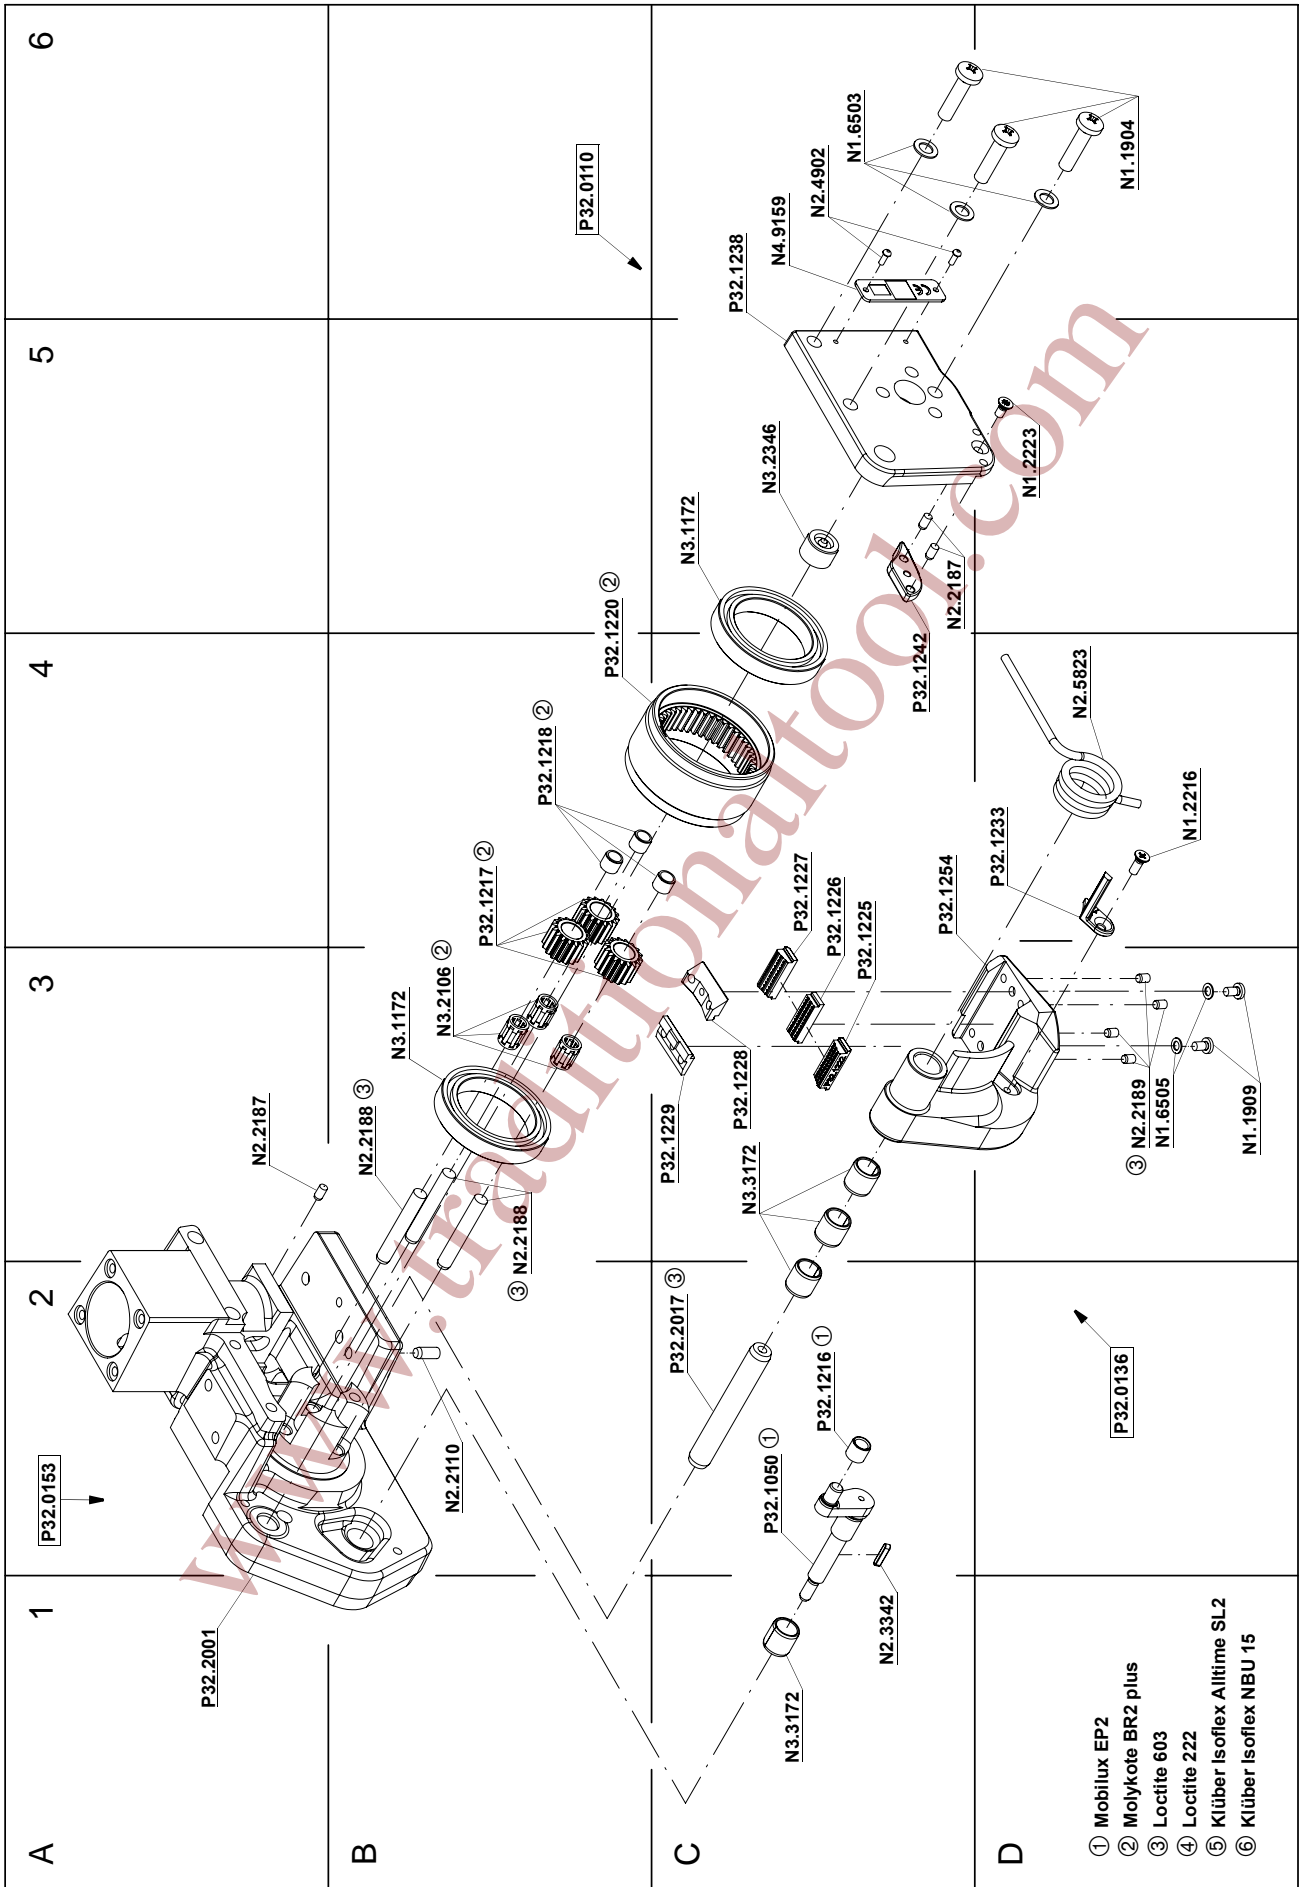 A
B
C
D
1
2
3
4
5
6
P32.0153
P32.2001
N2.2187
N2.2110
N2.2188 ③
③ N2.2188
N3.1172
N3.2106 ②
P32.1217 ②
P32.1218 ②
P32.1220 ②
N3.1172
N3.2346
P32.1238
N4.9159
N2.4902
N1.6503
N1.1904
P32.0110
N1.2223
N2.2187
P32.1242
P32.1229
P32.1228
P32.1227
P32.1226
P32.1225
N3.3172
P32.2017 ③
P32.1216 ①
P32.1050 ①
N2.3342
N3.3172
P32.1254
P32.1233
N2.5823
N1.2216
③ N2.2189
N1.6505
N1.1909
P32.0136
① Mobilux EP2
② Molykote BR2 plus
③ Loctite 603
④ Loctite 222
⑤ Klüber Isoflex Alltime SL2
⑥ Klüber Isoflex NBU 15
www.traditionaltool.com